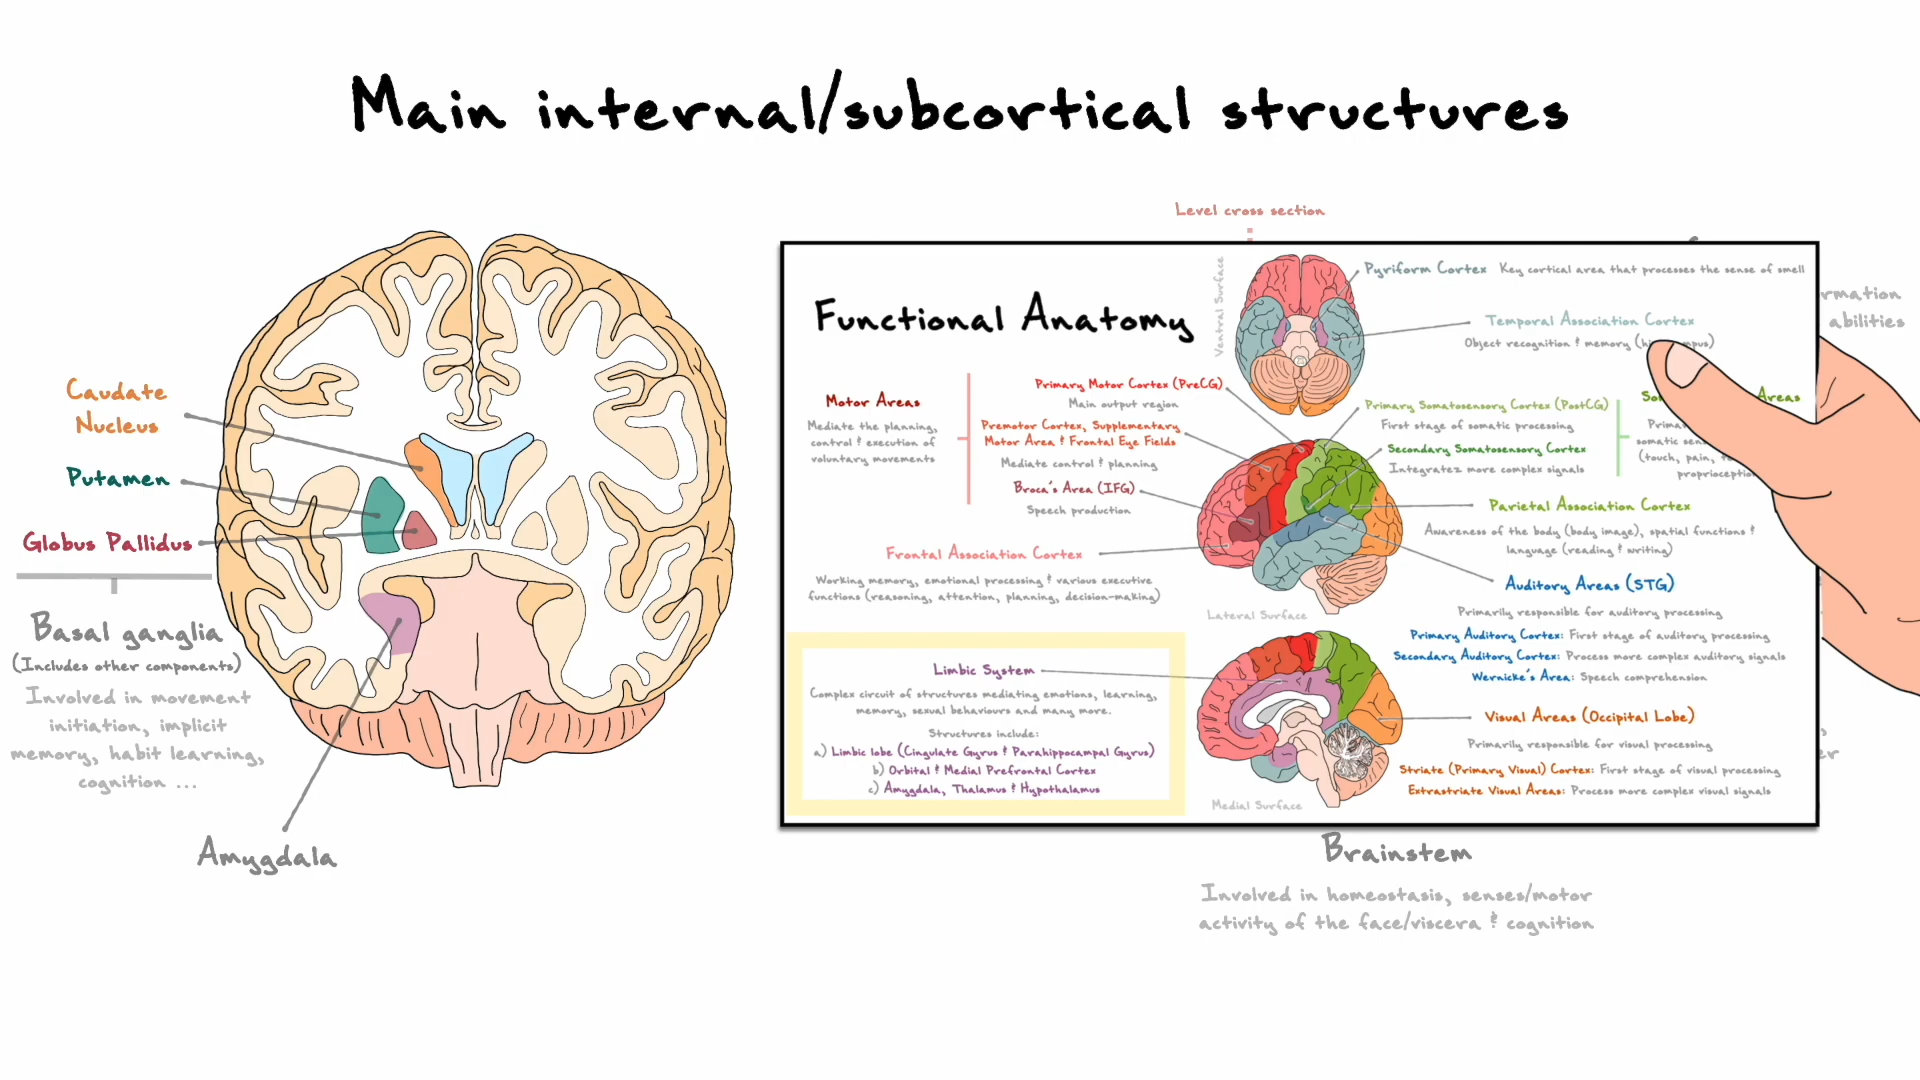 Main internal/subcortical structures
Level cross section
Caudate
Nucleus
Putamen
Globus Pallidus
Basal ganglia
(Includes other components)
Involved in movement
initiation, implicit
memory, habit learning,
cognition ...
Amygdala
Functional Anatomy
Ventral Surface
Pyriform Cortex Key cortical area that processes the sense of smell
Temporal Association Cortex
Object recognition & memory
Motor Areas
Mediate the planning,
control & execution of
voluntary movements
Primary Motor Cortex (PreCG)
Main output region
Premotor Cortex, Supplementary
Motor Area & Frontal Eye Fields
Mediate control & planning
Broca's Area (IFG)
Speech production
Frontal Association Cortex
Working memory, emotional processing & various executive
functions (reasoning, attention, planning, decision-making)
Primary Somatosensory Cortex (PostCG)
First stage of somatic processing
Secondary Somatosensory Cortex
Integratez more complex signals
Areas
somatic
(touch, pain,
Parietal Association Cortex
Awareness of the body (body image), spatial functions &
language (reading & writing)
Auditory Areas (STG)
Primarily responsible for auditory processing
Primary Auditory Cortex: First stage of auditory processing
Secondary Auditory Cortex: Process more complex auditory signals
Wernicke's Area: Speech comprehension
Lateral Surface
Limbic System
Complex circuit of structures mediating emotions, learning,
memory, sexual behaviours and many more.
Structures include:
a) Limbic lobe (Cingulate Gyrus & Parahippocampal Gyrus)
b) Orbital & Medial Prefrontal Cortex
c) Amygdala, Thalamus & Hypothalamus
Visual Areas (Occipital Lobe)
Primarily responsible for visual processing
Striate (Primary Visual) Cortex: First stage of visual processing
Extrastriate Visual Areas: Process more complex visual signals
Medial Surface
rmation
abilities
Brainstem
Involved in homeostasis, senses/motor
activity of the face/viscera & cognition